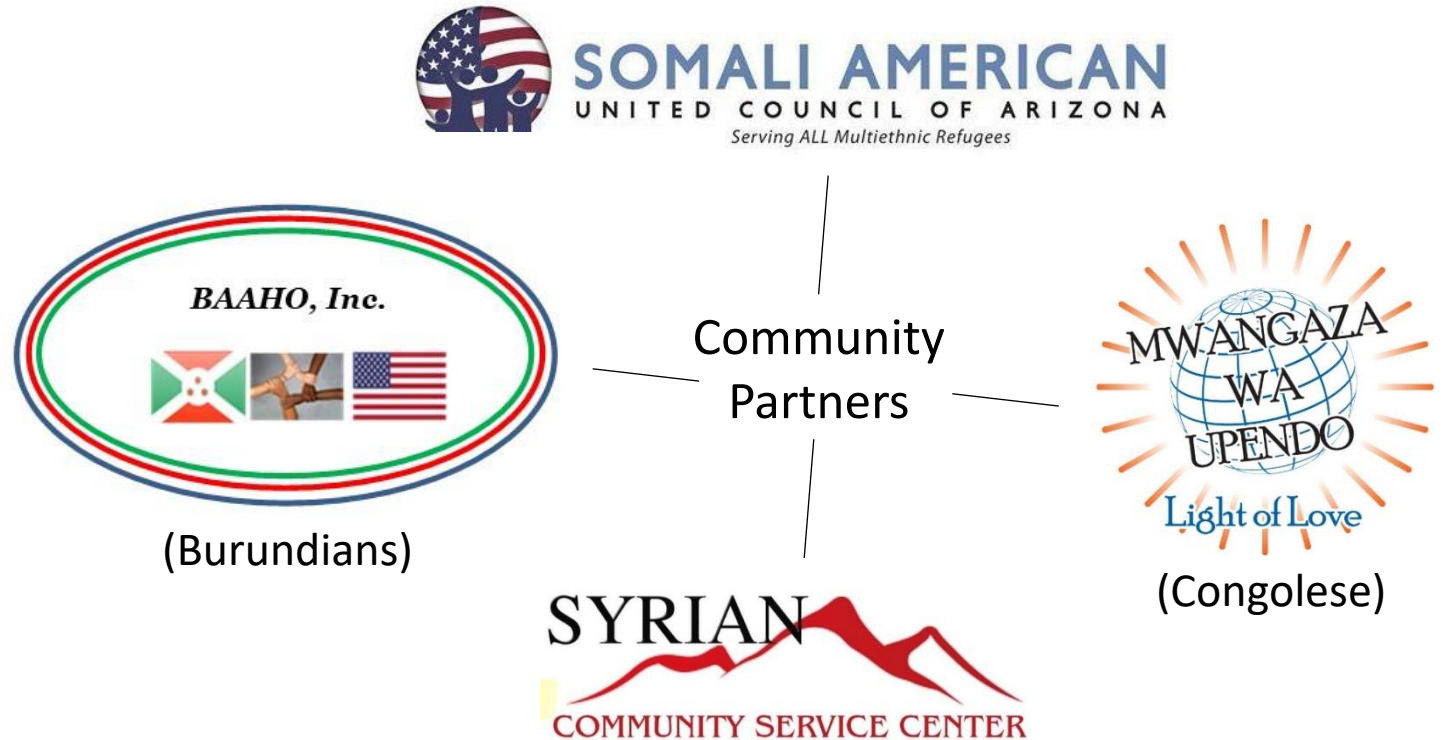 SOMALI AMERICAN
UNITED COUNCIL OF ARIZONA
Serving ALL Multiethnic Refugees
BAAHO, Inc.
(Burundians)
Community
Partners
MWANGAZA
WA
UPENDO
Light of Love
(Congolese)
SYRIAN
COMMUNITY SERVICE CENTER